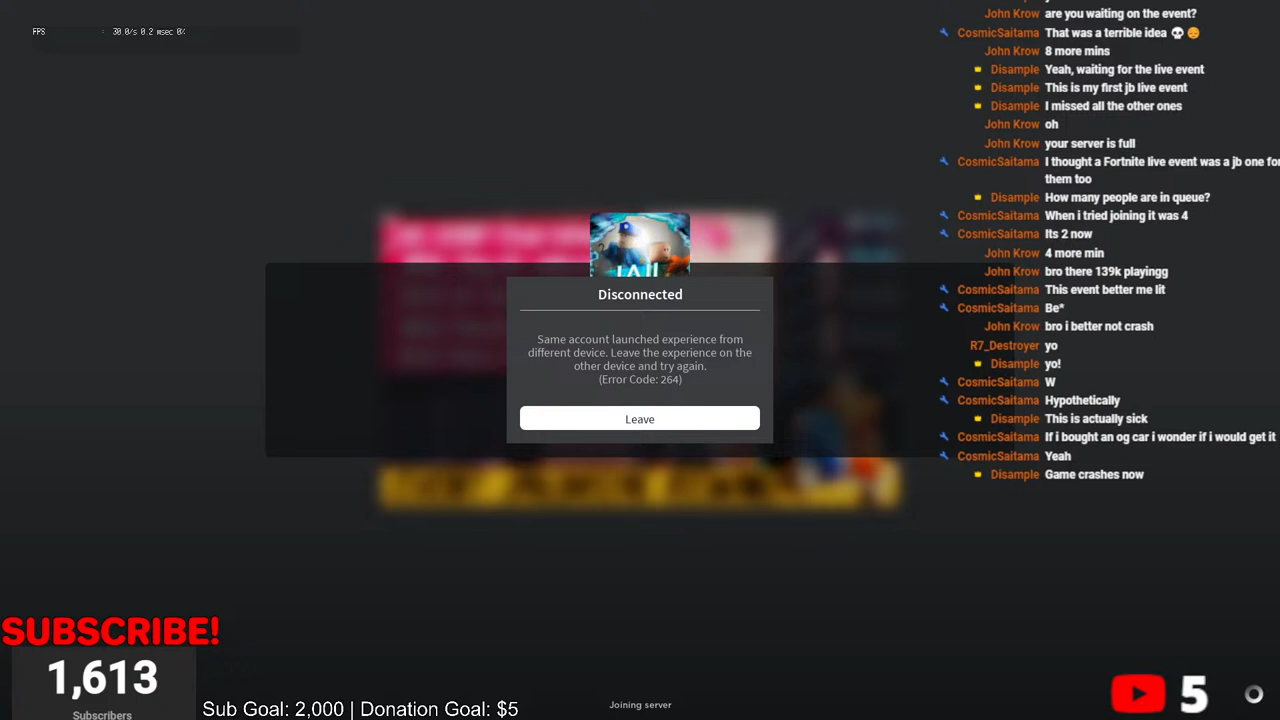 FPS : 30.0/s 0.2 msec 0%
John Krow are you waiting on the event?
CosmicSaitama That was a terrible idea 💀 😔
John Krow 8 more mins
Disample Yeah, waiting for the live event
Disample This is my first jb live event
Disample I missed all the other ones
John Krow oh
John Krow your server is full
CosmicSaitama I thought a Fortnite live event was a jb one for
them too
Disample How many people are in queue?
CosmicSaitama When i tried joining it was 4
CosmicSaitama Its 2 now
John Krow 4 more min
John Krow bro there 139k playingg
CosmicSaitama This event better me lit
CosmicSaitama Be*
John Krow bro i better not crash
R7_Destroyer yo
Disample yo!
CosmicSaitama W
CosmicSaitama Hypothetically
Disample This is actually sick
CosmicSaitama If i bought an og car i wonder if i would get it
CosmicSaitama Yeah
Disample Game crashes now
Disconnected
Same account launched experience from
different device. Leave the experience on the
other device and try again.
(Error Code: 264)
Leave
SUBSCRIBE!
1,613
Subscribers
Sub Goal: 2,000 | Donation Goal: $5
Joining server
5